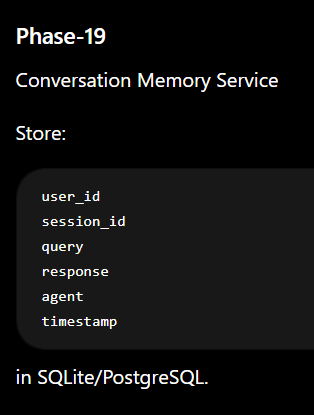 Phase-19
Conversation Memory Service
Store:
user_id
session_id
query
response
agent
timestamp
in SQLite/PostgreSQL.